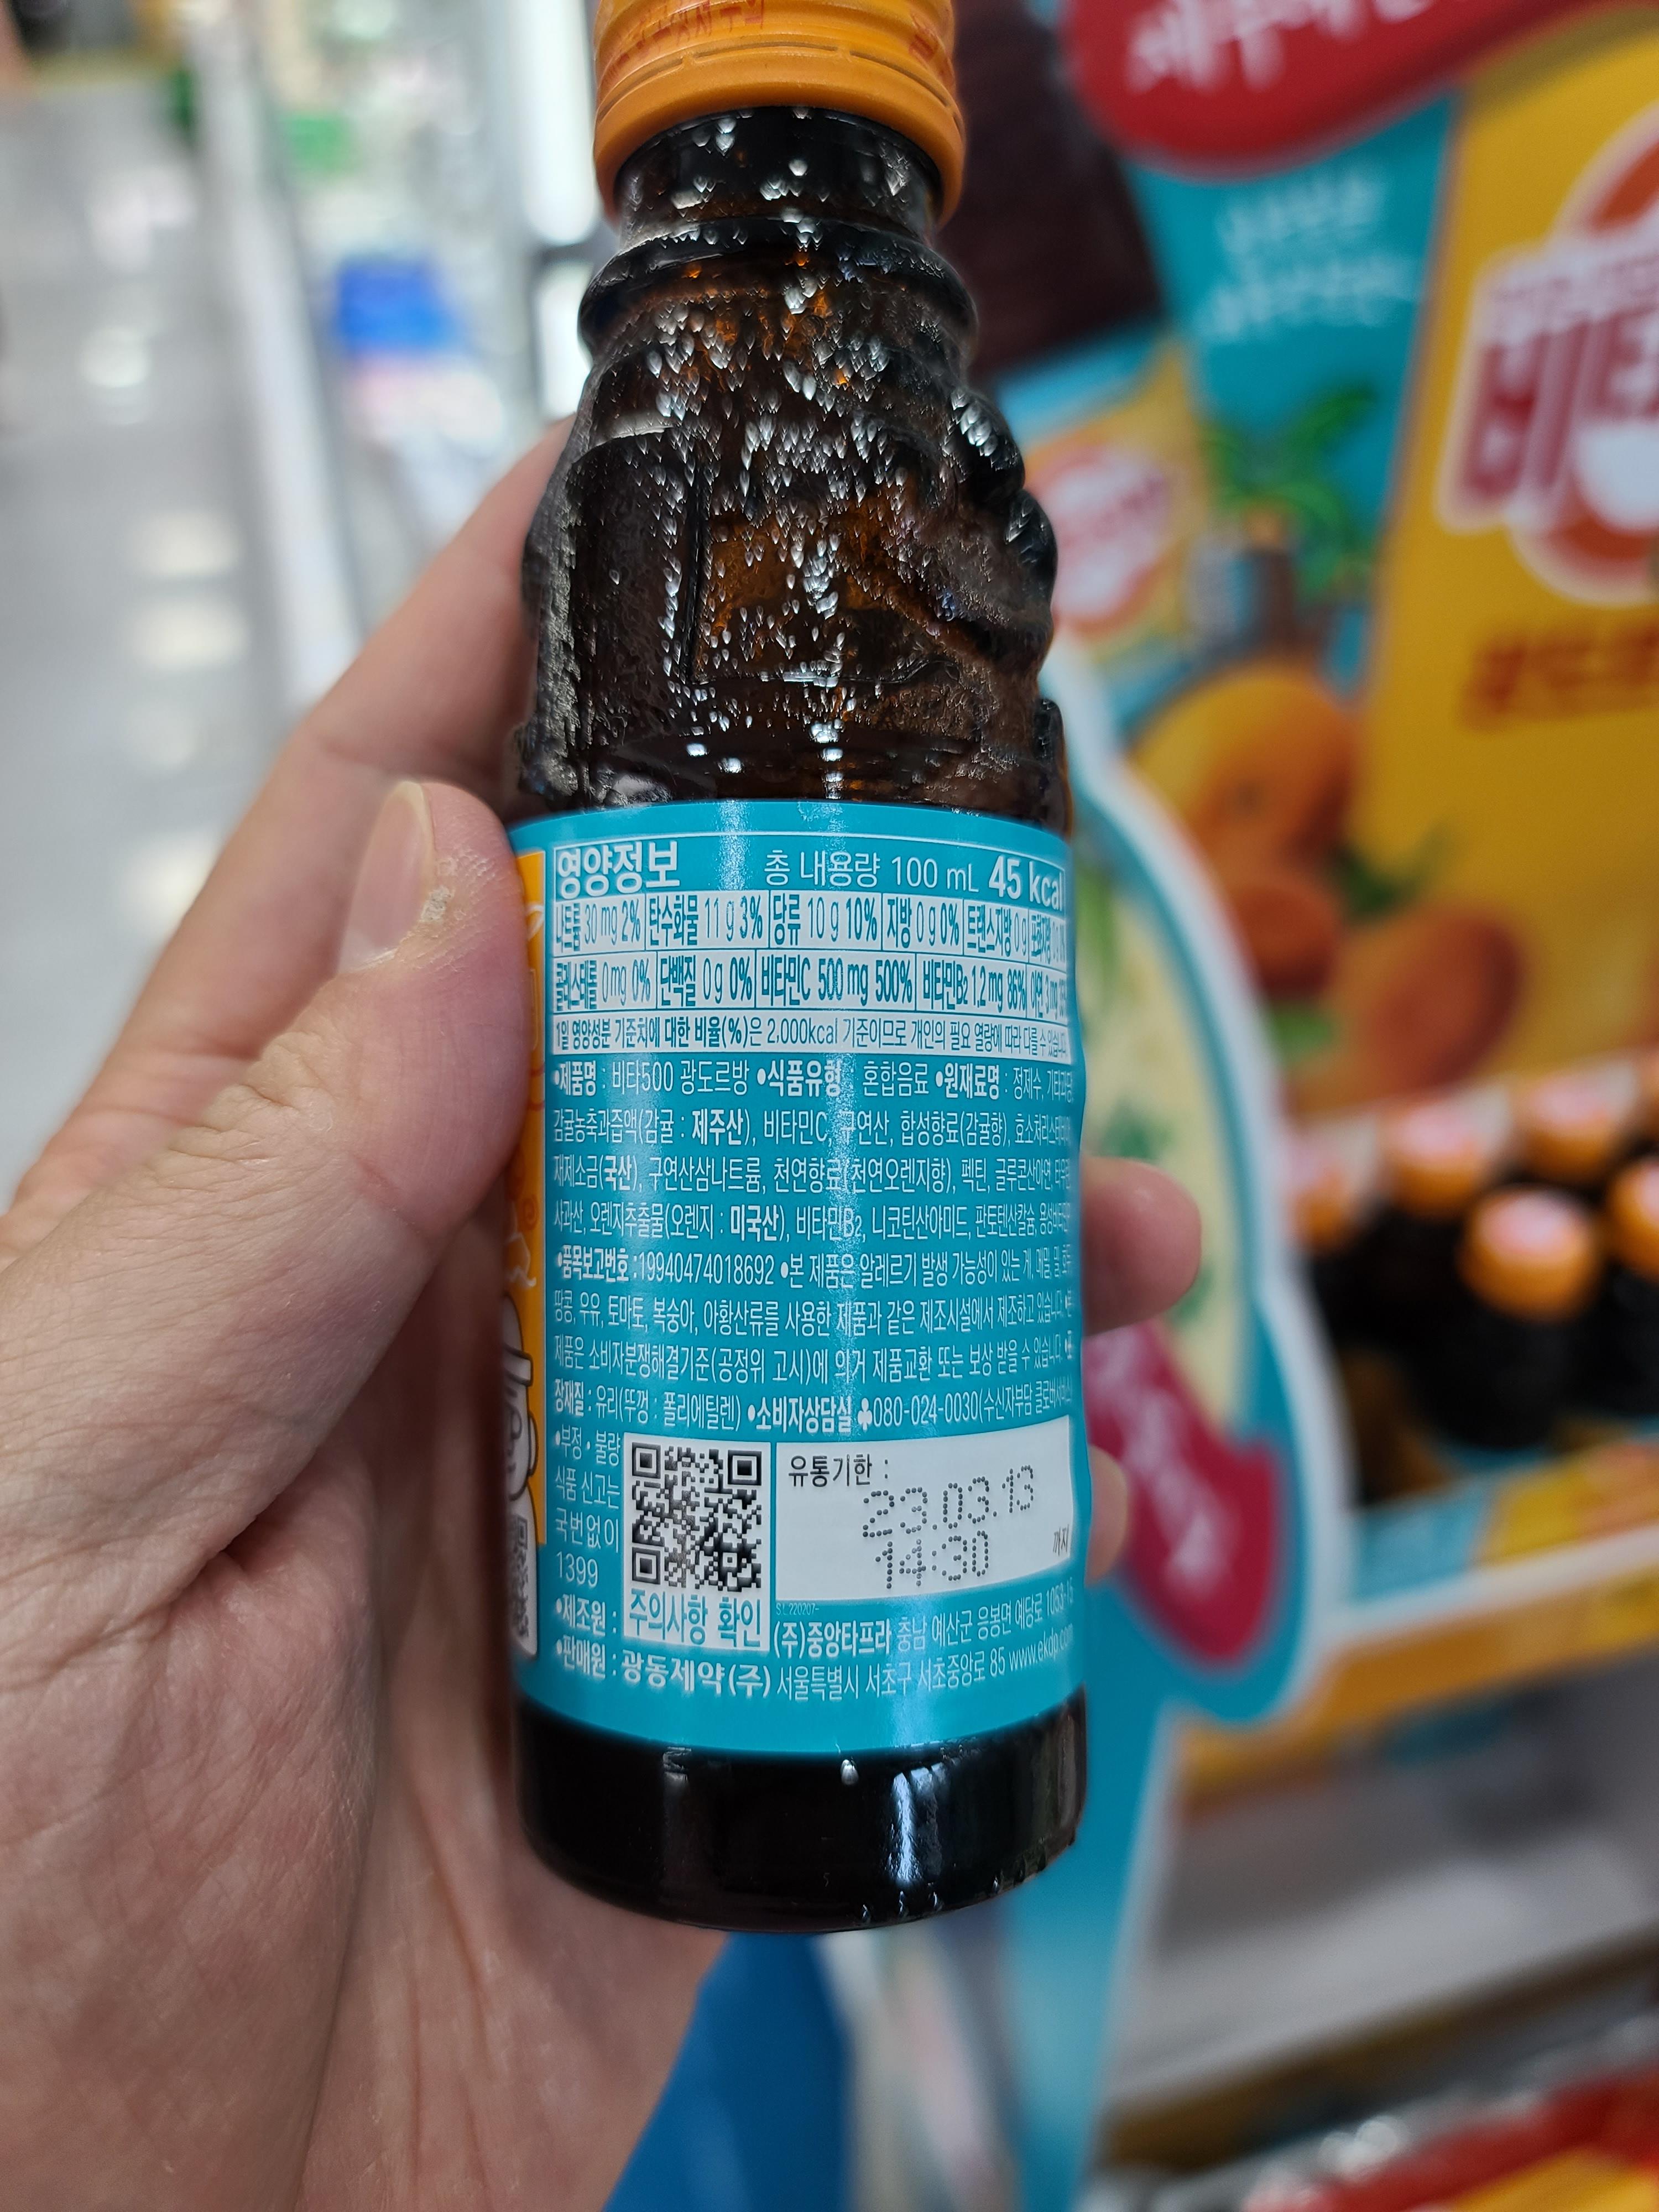 영양정보 총 내용량 100 mL 45 kcal
나트륨 30 mg 2% 탄수화물 11 g 3% 당류 10 g 10% 지방 0 g 0% 트랜스지방 0 g
콜레스테롤 0 mg 0% 단백질 0 g 0% 비타민C 500 mg 500% 비타민B2 1.2 mg 86% 아연 3 mg
1일 영양성분 기준치에 대한 비율(%)은 2,000kcal 기준이므로 개인의 필요 열량에 따라 다를 수 있습니다.
•제품명 : 비타500 광도르방 •식품유형 : 혼합음료 •원재료명 : 정제수,
감귤농축과즙액(감귤 : 제주산), 비타민C, 구연산, 합성향료(감귤향),
재제소금(국산), 구연산삼나트륨, 천연향료(천연오렌지향), 펙틴, 글루콘산아연,
사과산, 오렌지추출물(오렌지 : 미국산), 비타민B2, 니코틴산아미드, 판토텐산칼슘,
•품목보고번호 : 19940474018692 •본 제품은 알레르기 발생 가능성이 있는 게, 메밀, 밀,
땅콩, 우유, 토마토, 복숭아, 아황산류를 사용한 제품과 같은 제조시설에서 제조하고 있습니다.
제품은 소비자분쟁해결기준(공정위 고시)에 의거 제품교환 또는 보상 받을 수 있습니다.
장재질 : 유리(뚜껑 : 폴리에틸렌) •소비자상담실 080-024-0030(수신자부담
•부정 • 불량
식품 신고는
국번없이
1399
주의사항 확인
유통기한 :
23.03.13
14:30 까지
•제조원 : (주)중앙타프라 충남 예산군 응봉면 예당로 1053-15
•판매원 : 광동제약(주) 서울특별시 서초구 서초중앙로 85 www.ekdp.com